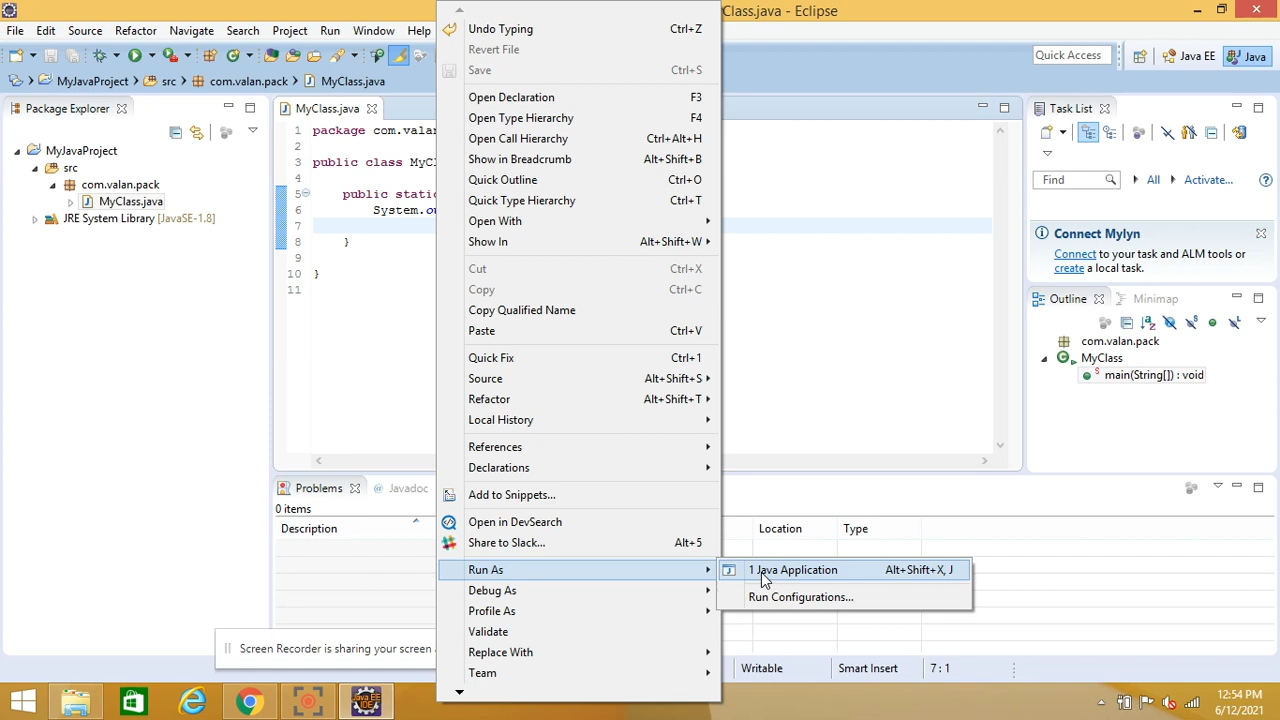 Class.java - Eclipse
File Edit Source Refactor Navigate Search Project Run Window Help
Quick Access Java EE Java
MyJavaProject src com.valan.pack MyClass.java
Package Explorer
MyJavaProject
src
com.valan.pack
MyClass.java
JRE System Library [JavaSE-1.8]
MyClass.java
1 package com.valan
2
3 public class MyCl
4
5 public static
6 System.ou
7
8 }
9
10 }
11
Undo Typing Ctrl+Z
Revert File
Save Ctrl+S
Open Declaration F3
Open Type Hierarchy F4
Open Call Hierarchy Ctrl+Alt+H
Show in Breadcrumb Alt+Shift+B
Quick Outline Ctrl+O
Quick Type Hierarchy Ctrl+T
Open With
Show In Alt+Shift+W
Cut Ctrl+X
Copy Ctrl+C
Copy Qualified Name
Paste Ctrl+V
Quick Fix Ctrl+1
Source Alt+Shift+S
Refactor Alt+Shift+T
Local History
References
Declarations
Add to Snippets...
Open in DevSearch
Share to Slack... Alt+5
Run As
Debug As
Profile As
Validate
Replace With
Team
1 Java Application Alt+Shift+X, J
Run Configurations...
Task List
Find All Activate...
Connect Mylyn
Connect to your task and ALM tools or
create a local task.
Outline Minimap
com.valan.pack
MyClass
main(String[]) : void
Problems Javadoc
0 items
Description Location Type
Screen Recorder is sharing your screen
Writable Smart Insert 7 : 1
Java EE
IDE
12:54 PM
6/12/2021